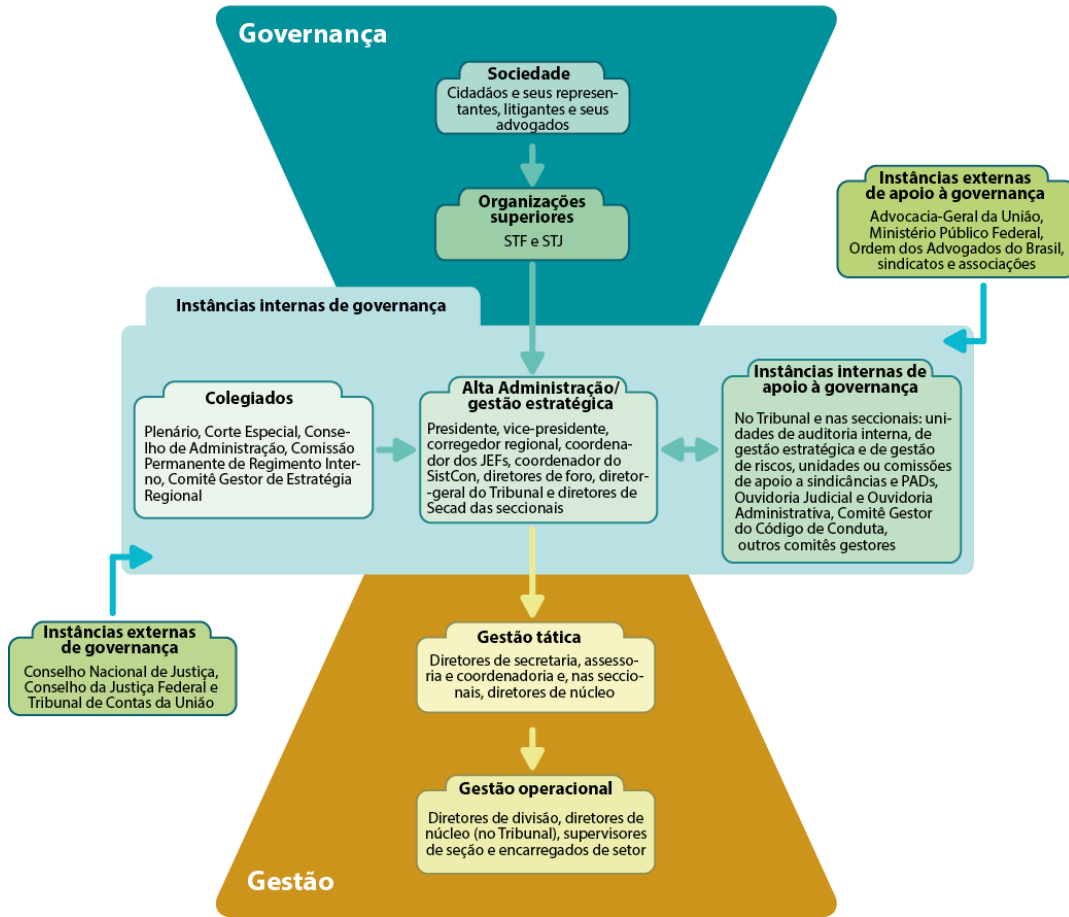 Governança
Sociedade
Cidadãos e seus represen-
tantes, litigantes e seus
advogados
Organizações
superiores
STF e STJ
Instâncias externas
de apoio à governança
Advocacia-Geral da União,
Ministério Público Federal,
Ordem dos Advogados do Brasil,
sindicatos e associações
Instâncias internas de governança
Colegiados
Plenário, Corte Especial, Conse-
lho de Administração, Comissão
Permanente de Regimento Inter-
no, Comitê Gestor de Estratégia
Regional
Alta Administração/
gestão estratégica
Presidente, vice-presidente,
corregedor regional, coordena-
dor dos JEFs, coordenador do
SistCon, diretores de foro, diretor-
-geral do Tribunal e diretores de
Secad das seccionais
Instâncias internas de
apoio à governança
No Tribunal e nas seccionais: uni-
dades de auditoria interna, de
gestão estratégica e de gestão
de riscos, unidades ou comissões
de apoio a sindicâncias e PADs,
Ouvidoria Judicial e Ouvidoria
Administrativa, Comitê Gestor
do Código de Conduta,
outros comitês gestores
Instâncias externas
de governança
Conselho Nacional de Justiça,
Conselho da Justiça Federal e
Tribunal de Contas da União
Gestão tática
Diretores de secretaria, assesso-
ria e coordenadoria e, nas seccio-
nais, diretores de núcleo
Gestão operacional
Diretores de divisão, diretores de
núcleo (no Tribunal), supervisores
de seção e encarregados de setor
Gestão